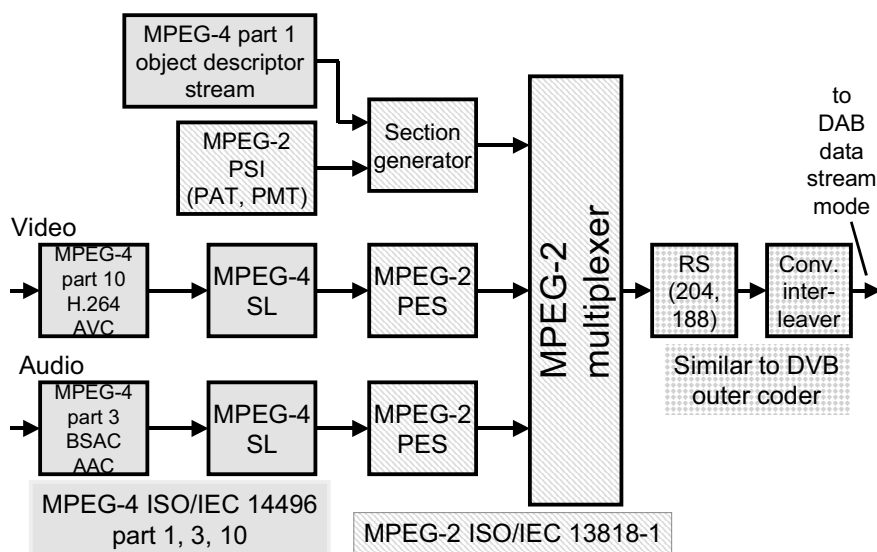 MPEG-4 part 1
object descriptor
stream
MPEG-2
PSI
(PAT, PMT)
Section
generator
to
DAB
data
stream
mode
Video
MPEG-4
part 10
H.264
AVC
MPEG-4
SL
MPEG-2
PES
MPEG-2
multiplexer
RS
(204,
188)
Conv.
inter-
leaver
Similar to DVB
outer coder
Audio
MPEG-4
part 3
BSAC
AAC
MPEG-4
SL
MPEG-2
PES
MPEG-4 ISO/IEC 14496
part 1, 3, 10
MPEG-2 ISO/IEC 13818-1